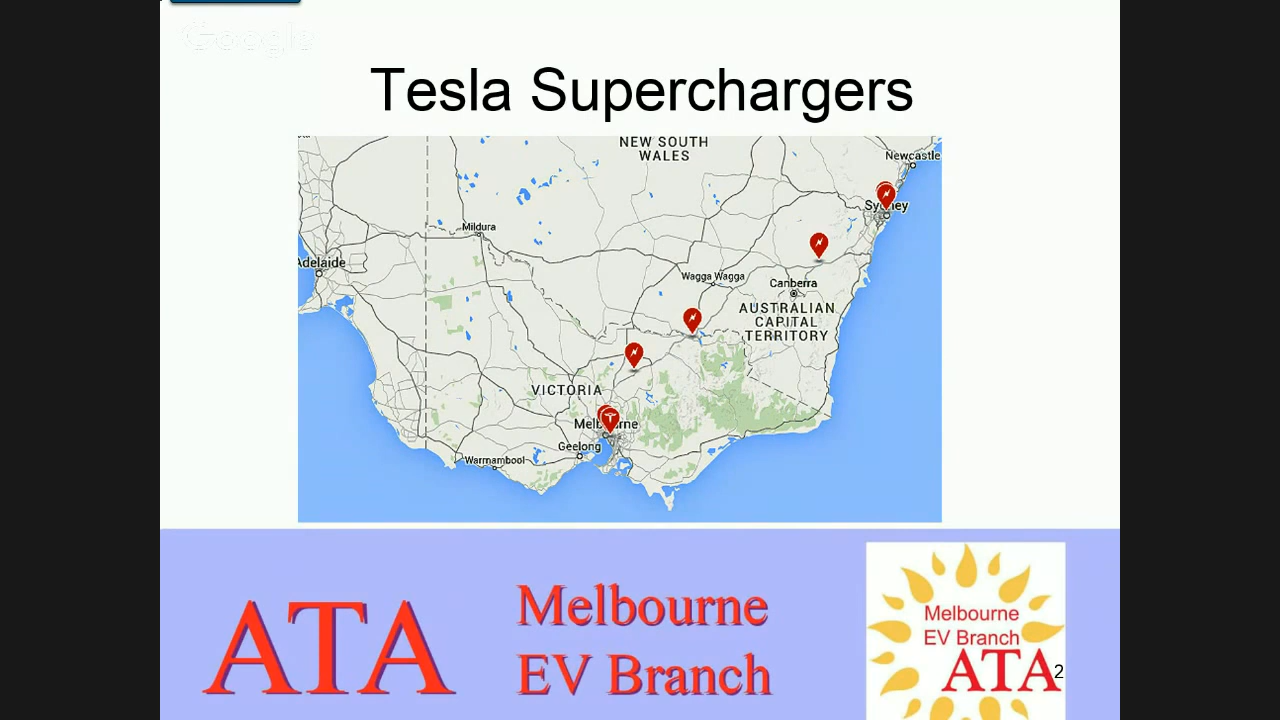 Google
Tesla Superchargers
NEW SOUTH
WALES
Newcastle
Sydney
Mildura
Adelaide
Wagga Wagga
Canberra
AUSTRALIAN
CAPITAL
TERRITORY
VICTORIA
Melbourne
Geelong
Warrnambool
ATA
Melbourne
EV Branch
Melbourne
EV Branch
ATA
2